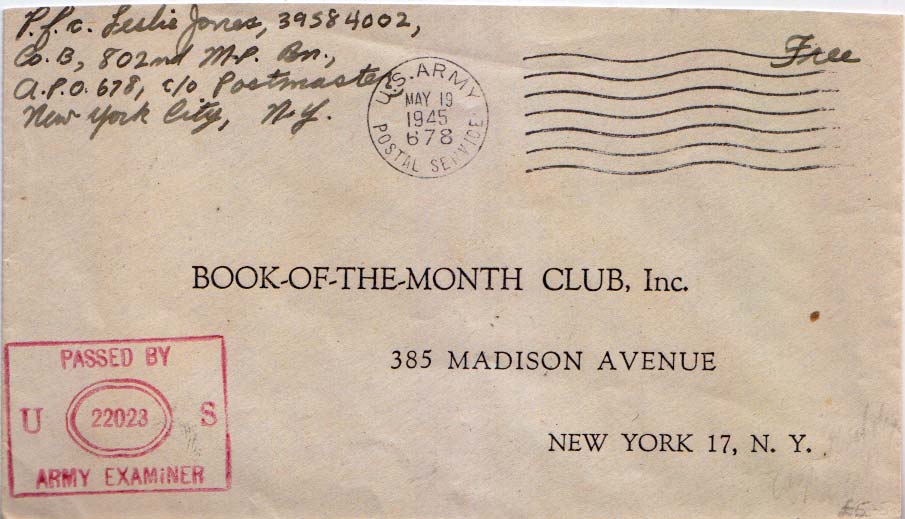 P.f.c. Leslie Jones, 39584002,
Co. B, 802nd M.P. Bn.,
A.P.O. 678, c/o Postmaster
New York City, N.Y.
U.S. ARMY
MAY 19
1945
678
POSTAL SERVICE
Free
BOOK-OF-THE-MONTH CLUB, Inc.
385 MADISON AVENUE
NEW YORK 17, N. Y.
PASSED BY
U 22023 S
ARMY EXAMiNER
£6